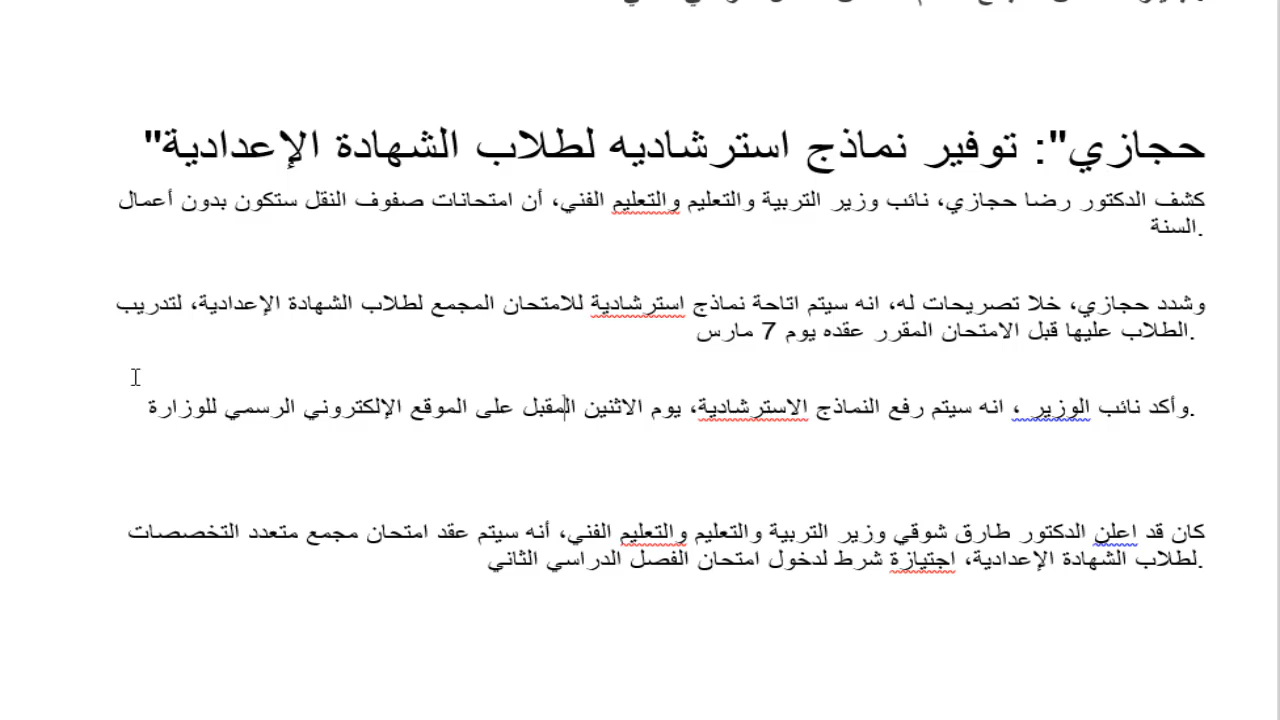 حجازي": توفير نماذج استرشاديه لطلاب الشهادة الإعدادية"
كشف الدكتور رضا حجازي، نائب وزير التربية والتعليم والتعليم الفني، أن امتحانات صفوف النقل ستكون بدون أعمال
السنة.
وشدد حجازي، خلا تصريحات له، انه سيتم اتاحة نماذج استرشادية للامتحان المجمع لطلاب الشهادة الإعدادية، لتدريب
الطلاب عليها قبل الامتحان المقرر عقده يوم 7 مارس.
وأكد نائب الوزير ، انه سيتم رفع النماذج الاسترشادية، يوم الاثنين المقبل على الموقع الإلكتروني الرسمي للوزارة.
كان قد اعلن الدكتور طارق شوقي وزير التربية والتعليم والتعليم الفني، أنه سيتم عقد امتحان مجمع متعدد التخصصات
لطلاب الشهادة الإعدادية، اجتيازة شرط لدخول امتحان الفصل الدراسي الثاني.